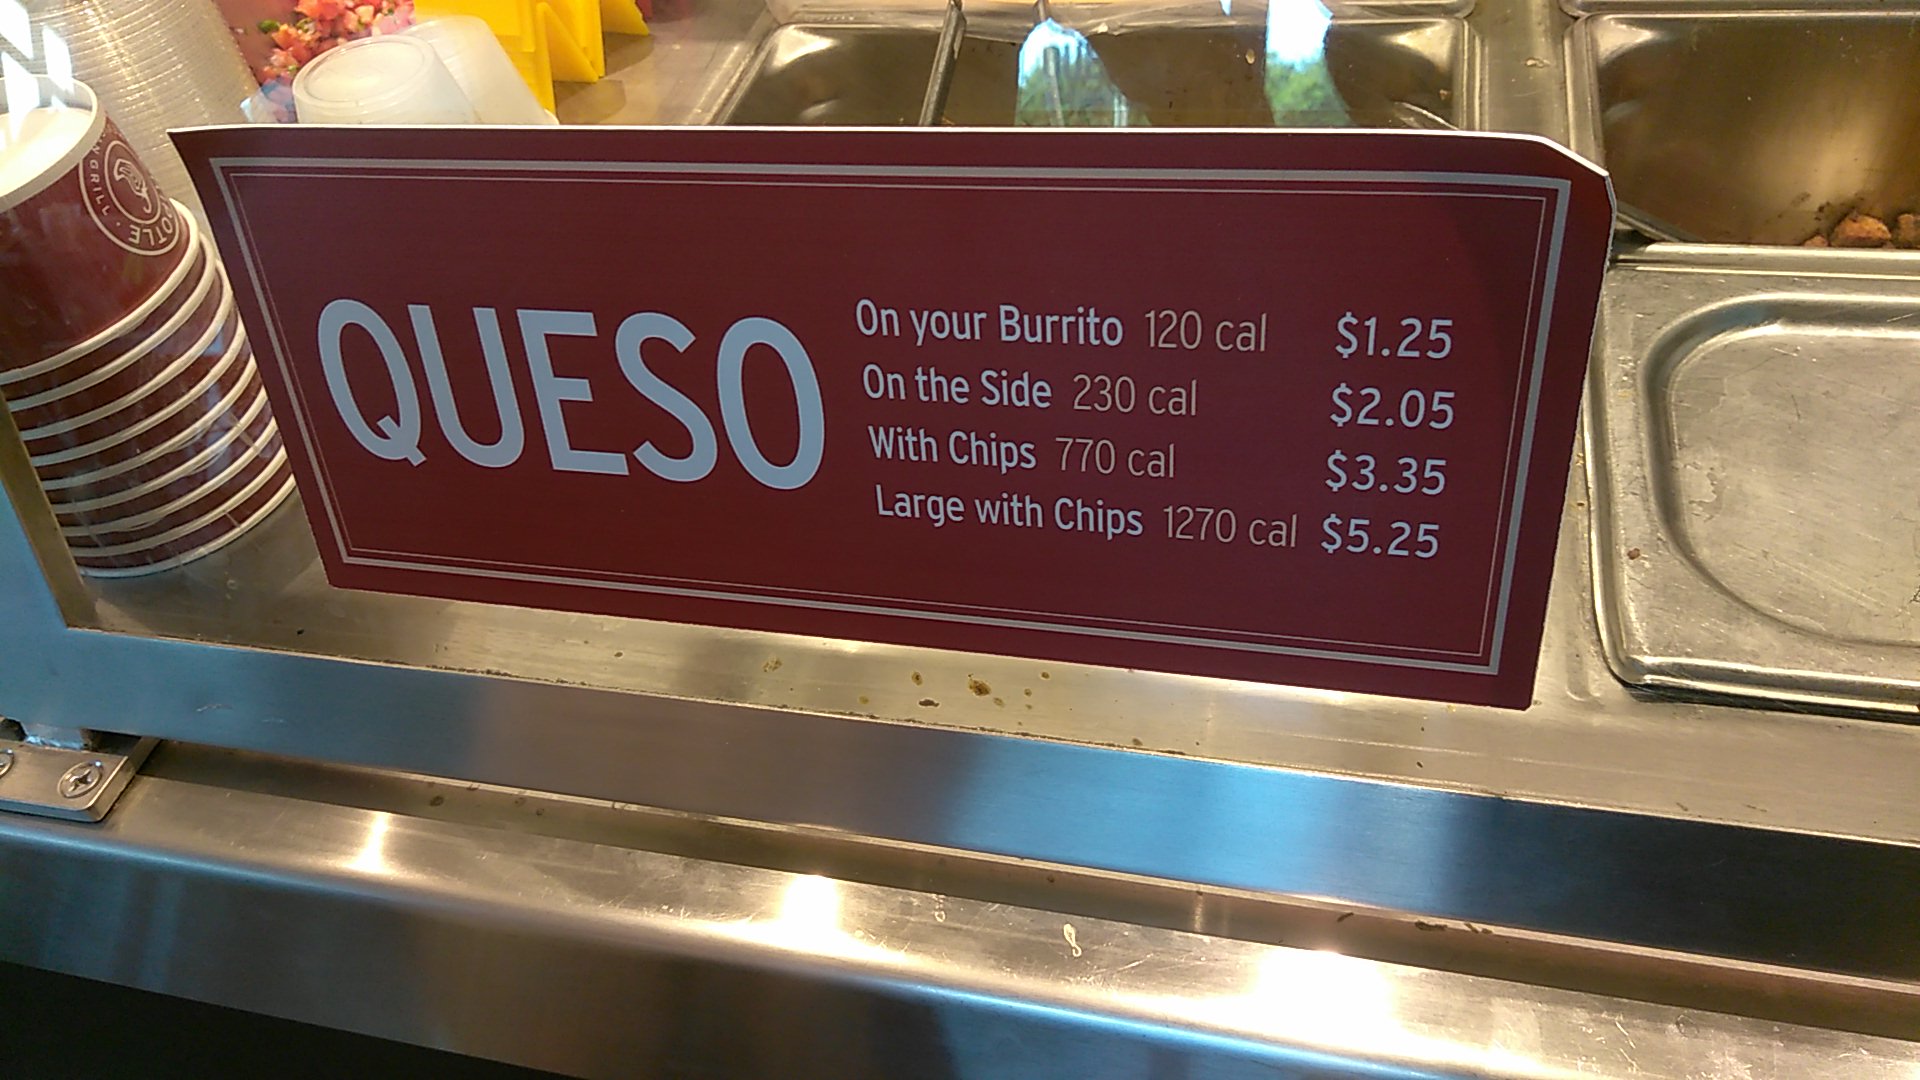 QUESO
On your Burrito 120 cal $1.25
On the Side 230 cal $2.05
With Chips 770 cal $3.35
Large with Chips 1270 cal $5.25